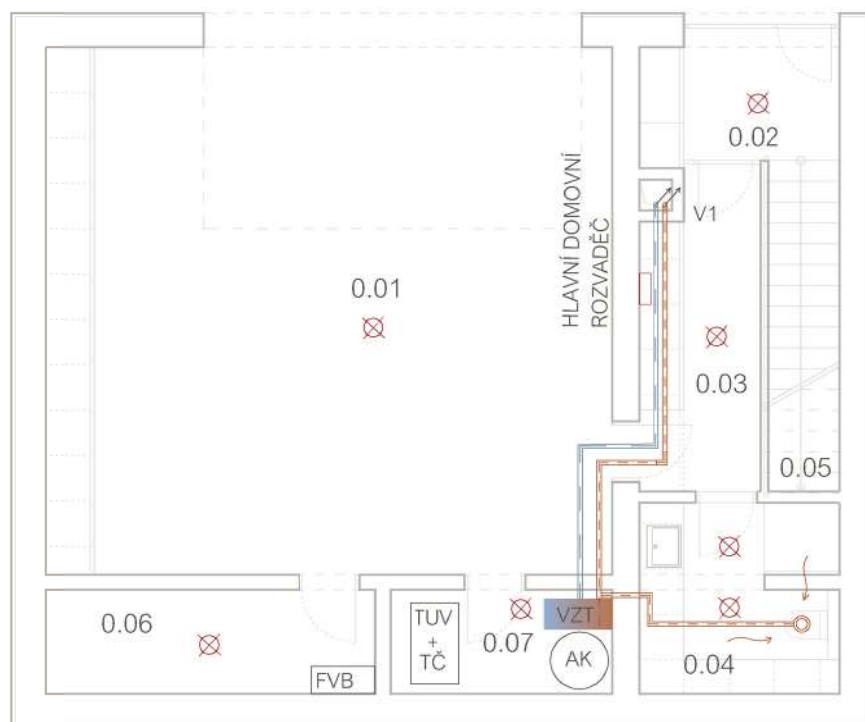 0.02
HLAVNÍ DOMOVNÍ
ROZVADĚČ
V1
0.01
0.03
0.05
0.06
TUV
+
TČ
0.07
VZT
AK
0.04
FVB